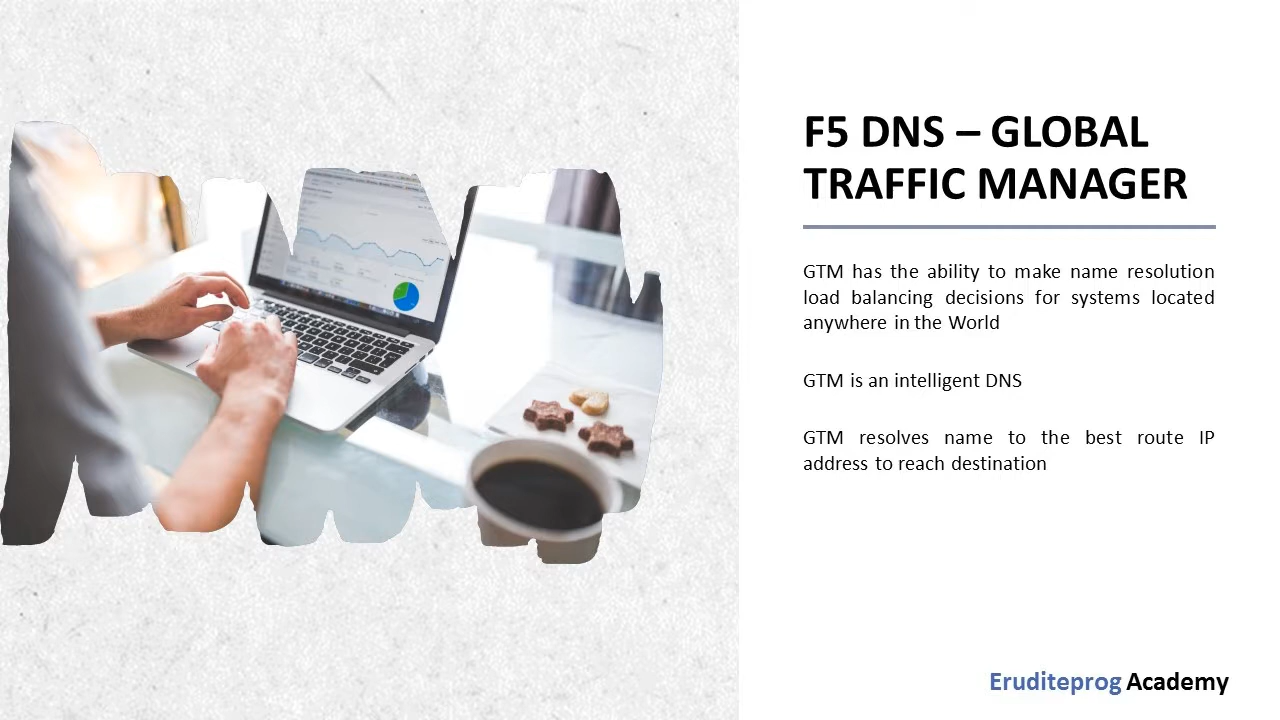 F5 DNS – GLOBAL
TRAFFIC MANAGER
GTM has the ability to make name resolution
load balancing decisions for systems located
anywhere in the World
GTM is an intelligent DNS
GTM resolves name to the best route IP
address to reach destination
Eruditeprog Academy